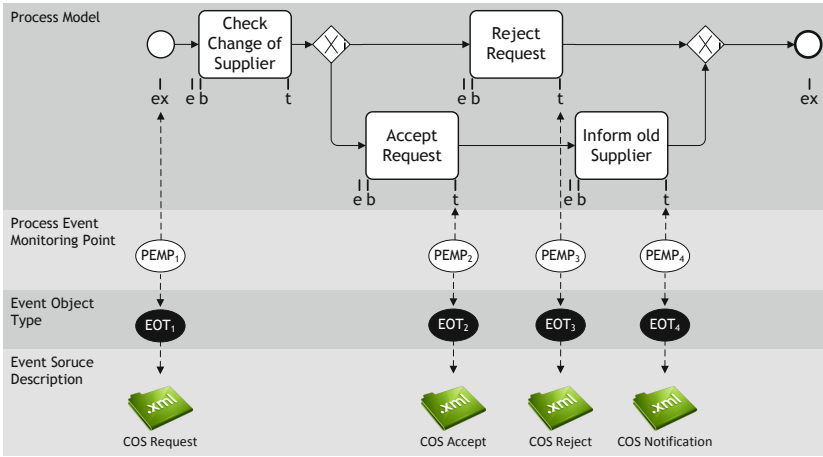 Process Model
Check
Change of
Supplier
Reject
Request
X
X
ex
e b
t
e b
t
ex
Accept
Request
Inform old
Supplier
e b
t
e b
t
Process Event
Monitoring Point
PEMP1
PEMP2
PEMP3
PEMP4
Event Object
Type
EOT1
EOT2
EOT3
EOT4
Event Soruce
Description
.xml
.xml
.xml
.xml
COS Request
COS Accept
COS Reject
COS Notification